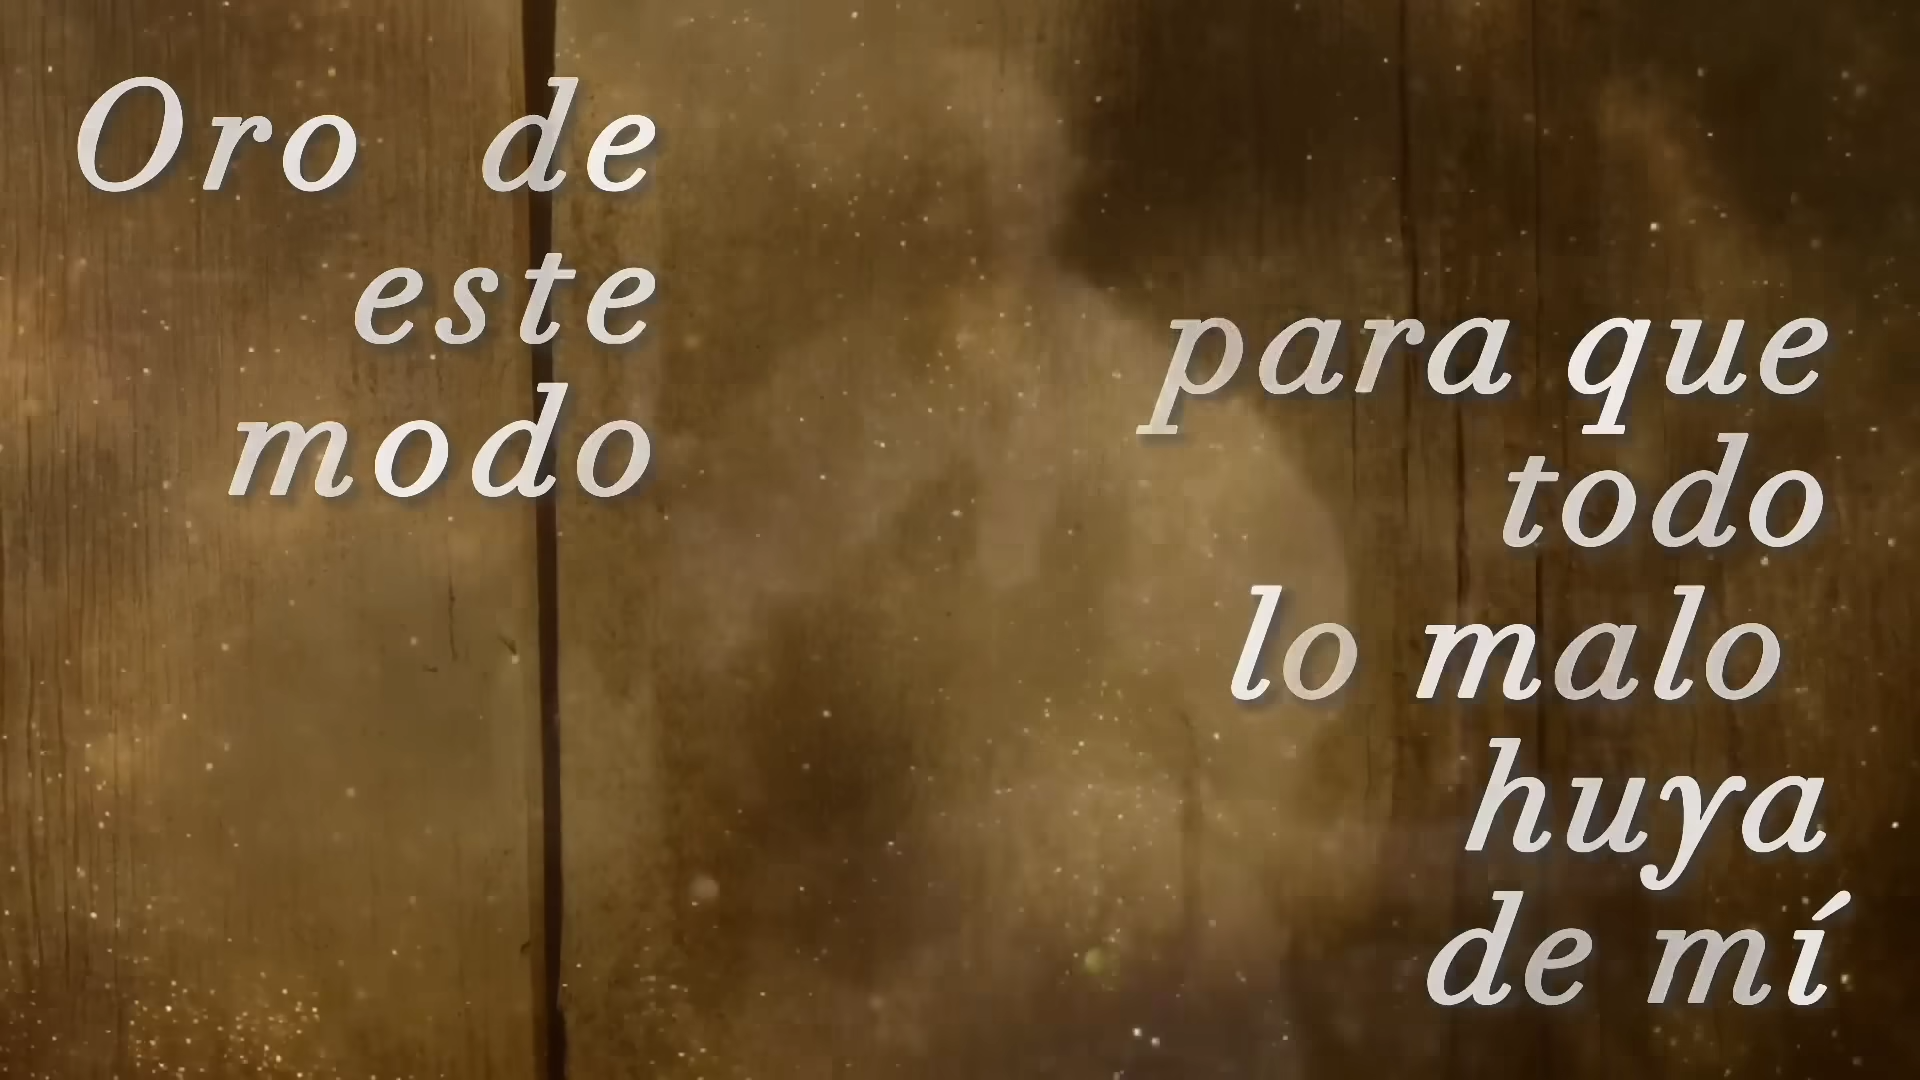 Oro de
este
modo
para que
todo
lo malo
huya
de mí